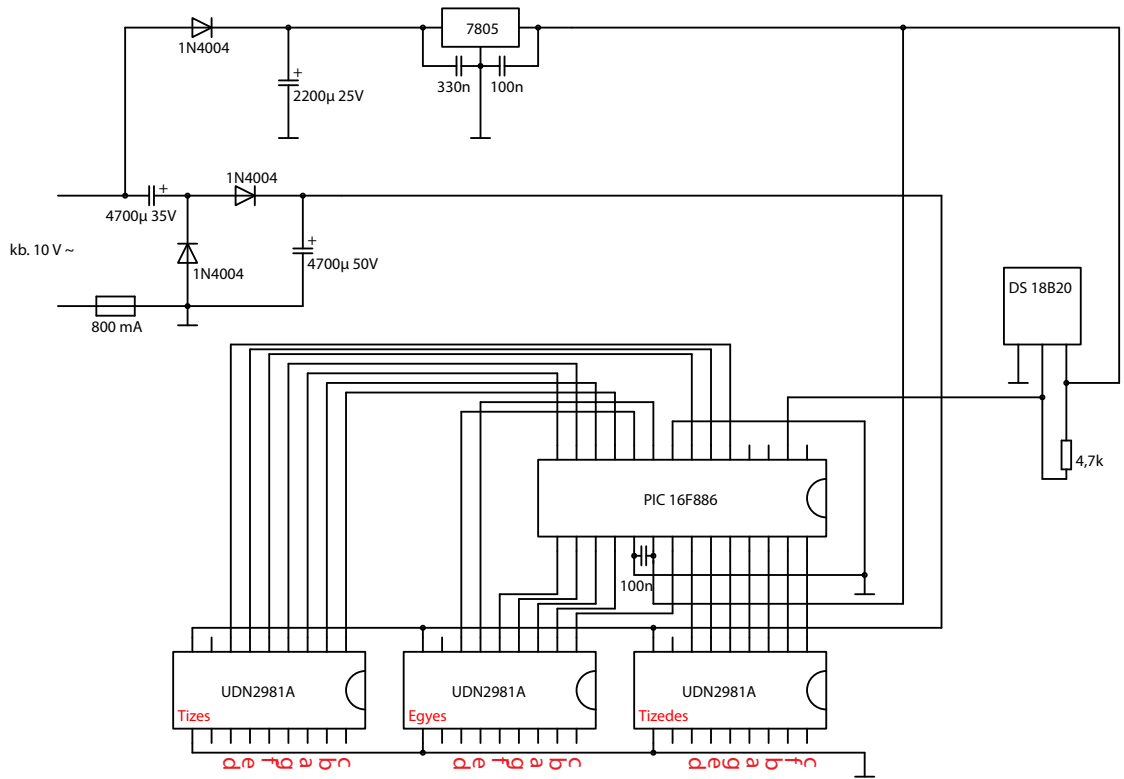 7805
1N4004
330n
100n
+
2200µ 25V
1N4004
+
4700µ 35V
+
4700µ 50V
kb. 10 V ~
1N4004
800 mA
DS 18B20
4,7k
PIC 16F886
100n
UDN2981A
UDN2981A
UDN2981A
Tizes
Egyes
Tizedes
d e f g a b c
d e f g a b c
d e g a b f c